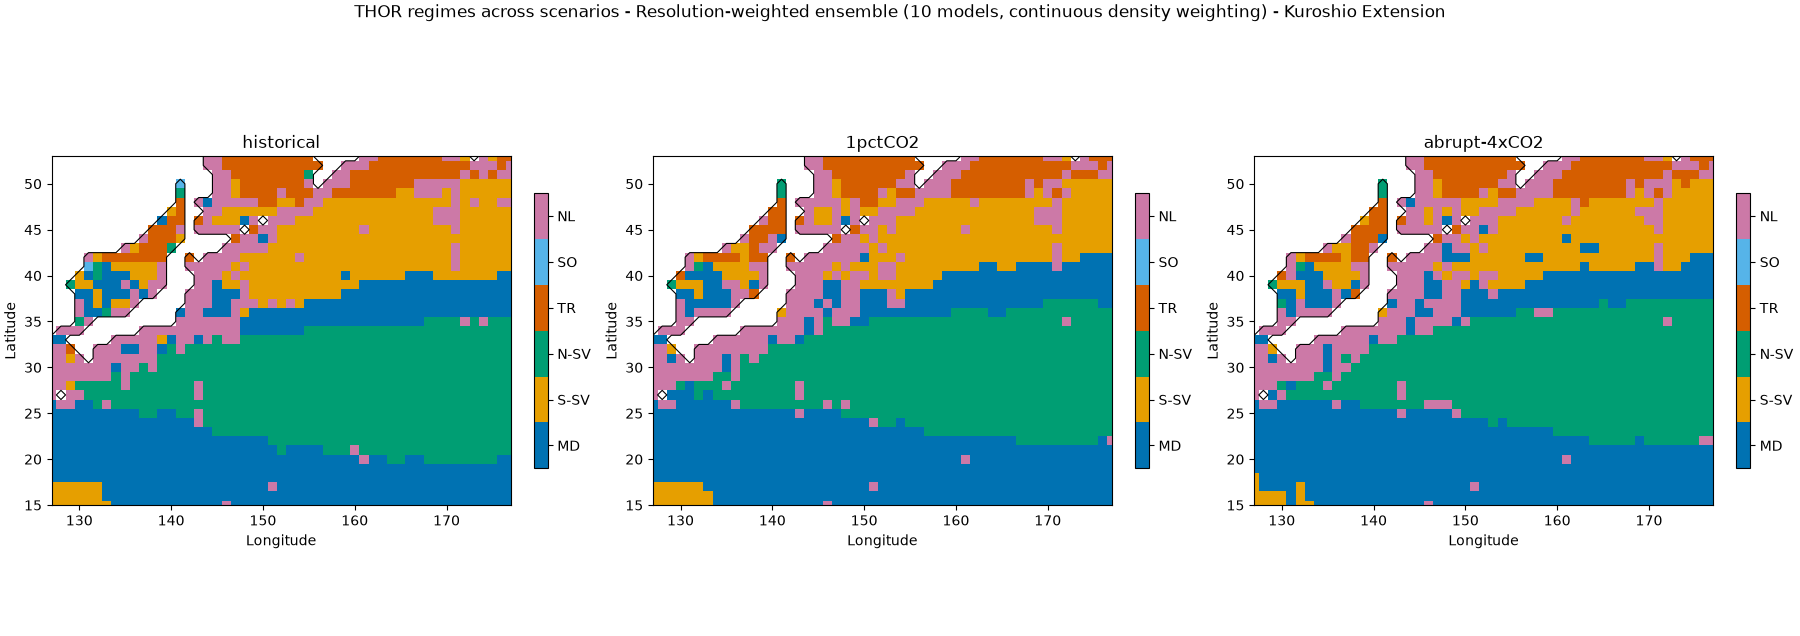 THOR regimes across scenarios - Resolution-weighted ensemble (10 models, continuous density weighting) - Kuroshio Extension
historical
50
45
40
35
30
25
20
15
Latitude
130
140
150
160
170
Longitude
NL
SO
TR
N-SV
S-SV
MD
1pctCO2
50
45
40
35
30
25
20
15
Latitude
130
140
150
160
170
Longitude
NL
SO
TR
N-SV
S-SV
MD
abrupt-4xCO2
50
45
40
35
30
25
20
15
Latitude
130
140
150
160
170
Longitude
NL
SO
TR
N-SV
S-SV
MD